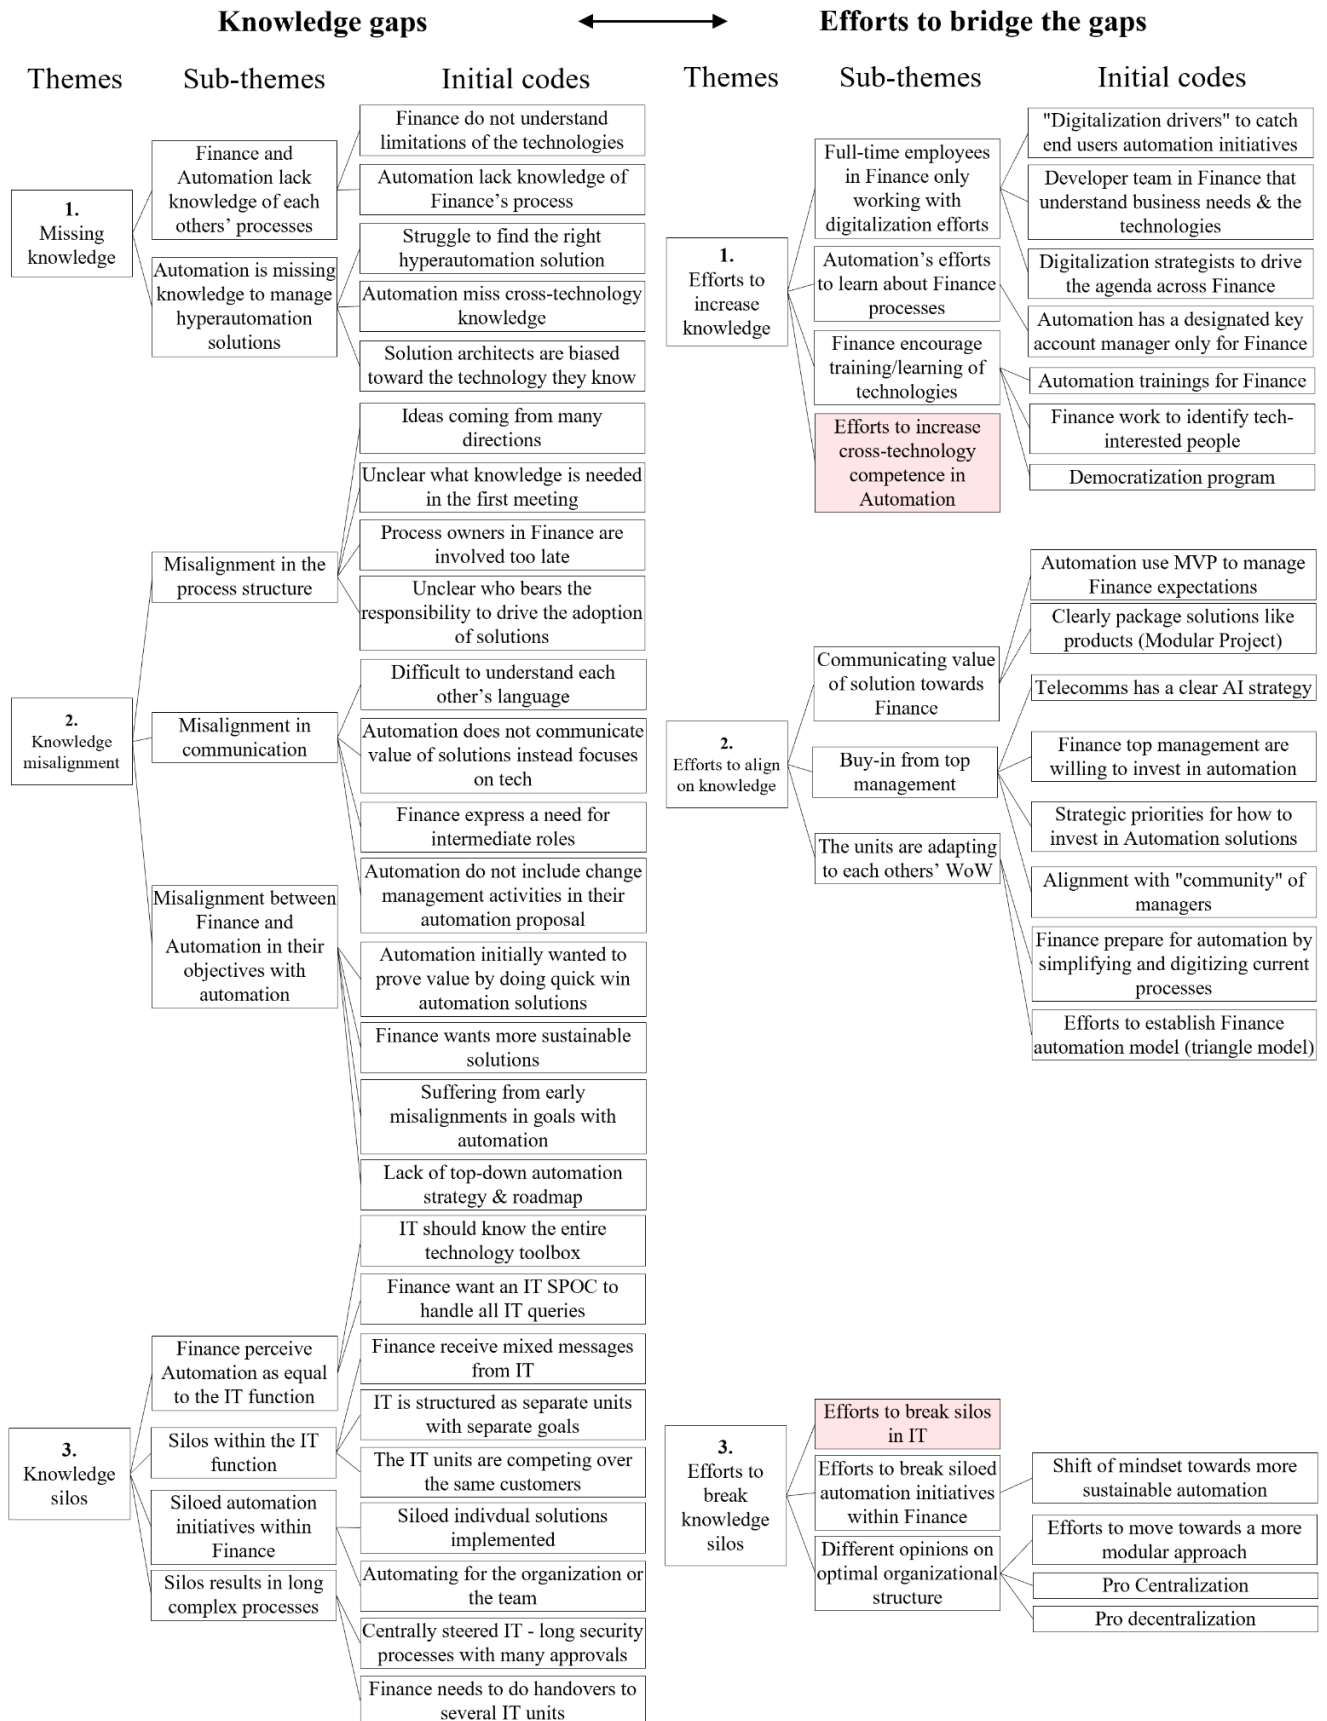 Knowledge gaps
Efforts to bridge the gaps
Themes
Sub-themes
Initial codes
Themes
Sub-themes
Initial codes
1.
Missing
knowledge
Finance and
Automation lack
knowledge of each
others' processes
Finance do not understand
limitations of the technologies
Automation lack knowledge of
Finance's process
Automation is missing
knowledge to manage
hyperautomation
solutions
Struggle to find the right
hyperautomation solution
Automation miss cross-technology
knowledge
Solution architects are biased
toward the technology they know
2.
Knowledge
misalignment
Misalignment in the
process structure
Ideas coming from many
directions
Unclear what knowledge is needed
in the first meeting
Process owners in Finance are
involved too late
Unclear who bears the
responsibility to drive the adoption
of solutions
Misalignment in
communication
Difficult to understand each
other's language
Automation does not communicate
value of solutions instead focuses
on tech
Finance express a need for
intermediate roles
Automation do not include change
management activities in their
automation proposal
Misalignment between
Finance and
Automation in their
objectives with
automation
Automation initially wanted to
prove value by doing quick win
automation solutions
Finance wants more sustainable
solutions
Suffering from early
misalignments in goals with
automation
Lack of top-down automation
strategy & roadmap
3.
Knowledge
silos
Finance perceive
Automation as equal
to the IT function
IT should know the entire
technology toolbox
Finance want an IT SPOC to
handle all IT queries
Silos within the IT
function
Finance receive mixed messages
from IT
IT is structured as separate units
with separate goals
The IT units are competing over
the same customers
Siloed automation
initiatives within
Finance
Siloed indivdual solutions
implemented
Automating for the organization or
the team
Silos results in long
complex processes
Centrally steered IT - long security
processes with many approvals
Finance needs to do handovers to
several IT units
1.
Efforts to
increase
knowledge
Full-time employees
in Finance only
working with
digitalization efforts
"Digitalization drivers" to catch
end users automation initiatives
Developer team in Finance that
understand business needs & the
technologies
Digitalization strategists to drive
the agenda across Finance
Automation's efforts
to learn about Finance
processes
Automation has a designated key
account manager only for Finance
Finance encourage
training/learning of
technologies
Automation trainings for Finance
Finance work to identify tech-
interested people
Democratization program
Efforts to increase
cross-technology
competence in
Automation
2.
Efforts to align
on knowledge
Communicating value
of solution towards
Finance
Automation use MVP to manage
Finance expectations
Clearly package solutions like
products (Modular Project)
Buy-in from top
management
Telecomms has a clear AI strategy
Finance top management are
willing to invest in automation
Strategic priorities for how to
invest in Automation solutions
Alignment with "community" of
managers
The units are adapting
to each others' WoW
Finance prepare for automation by
simplifying and digitizing current
processes
Efforts to establish Finance
automation model (triangle model)
3.
Efforts to
break
knowledge
silos
Efforts to break silos
in IT
Efforts to break siloed
automation initiatives
within Finance
Shift of mindset towards more
sustainable automation
Different opinions on
optimal organizational
structure
Efforts to move towards a more
modular approach
Pro Centralization
Pro decentralization